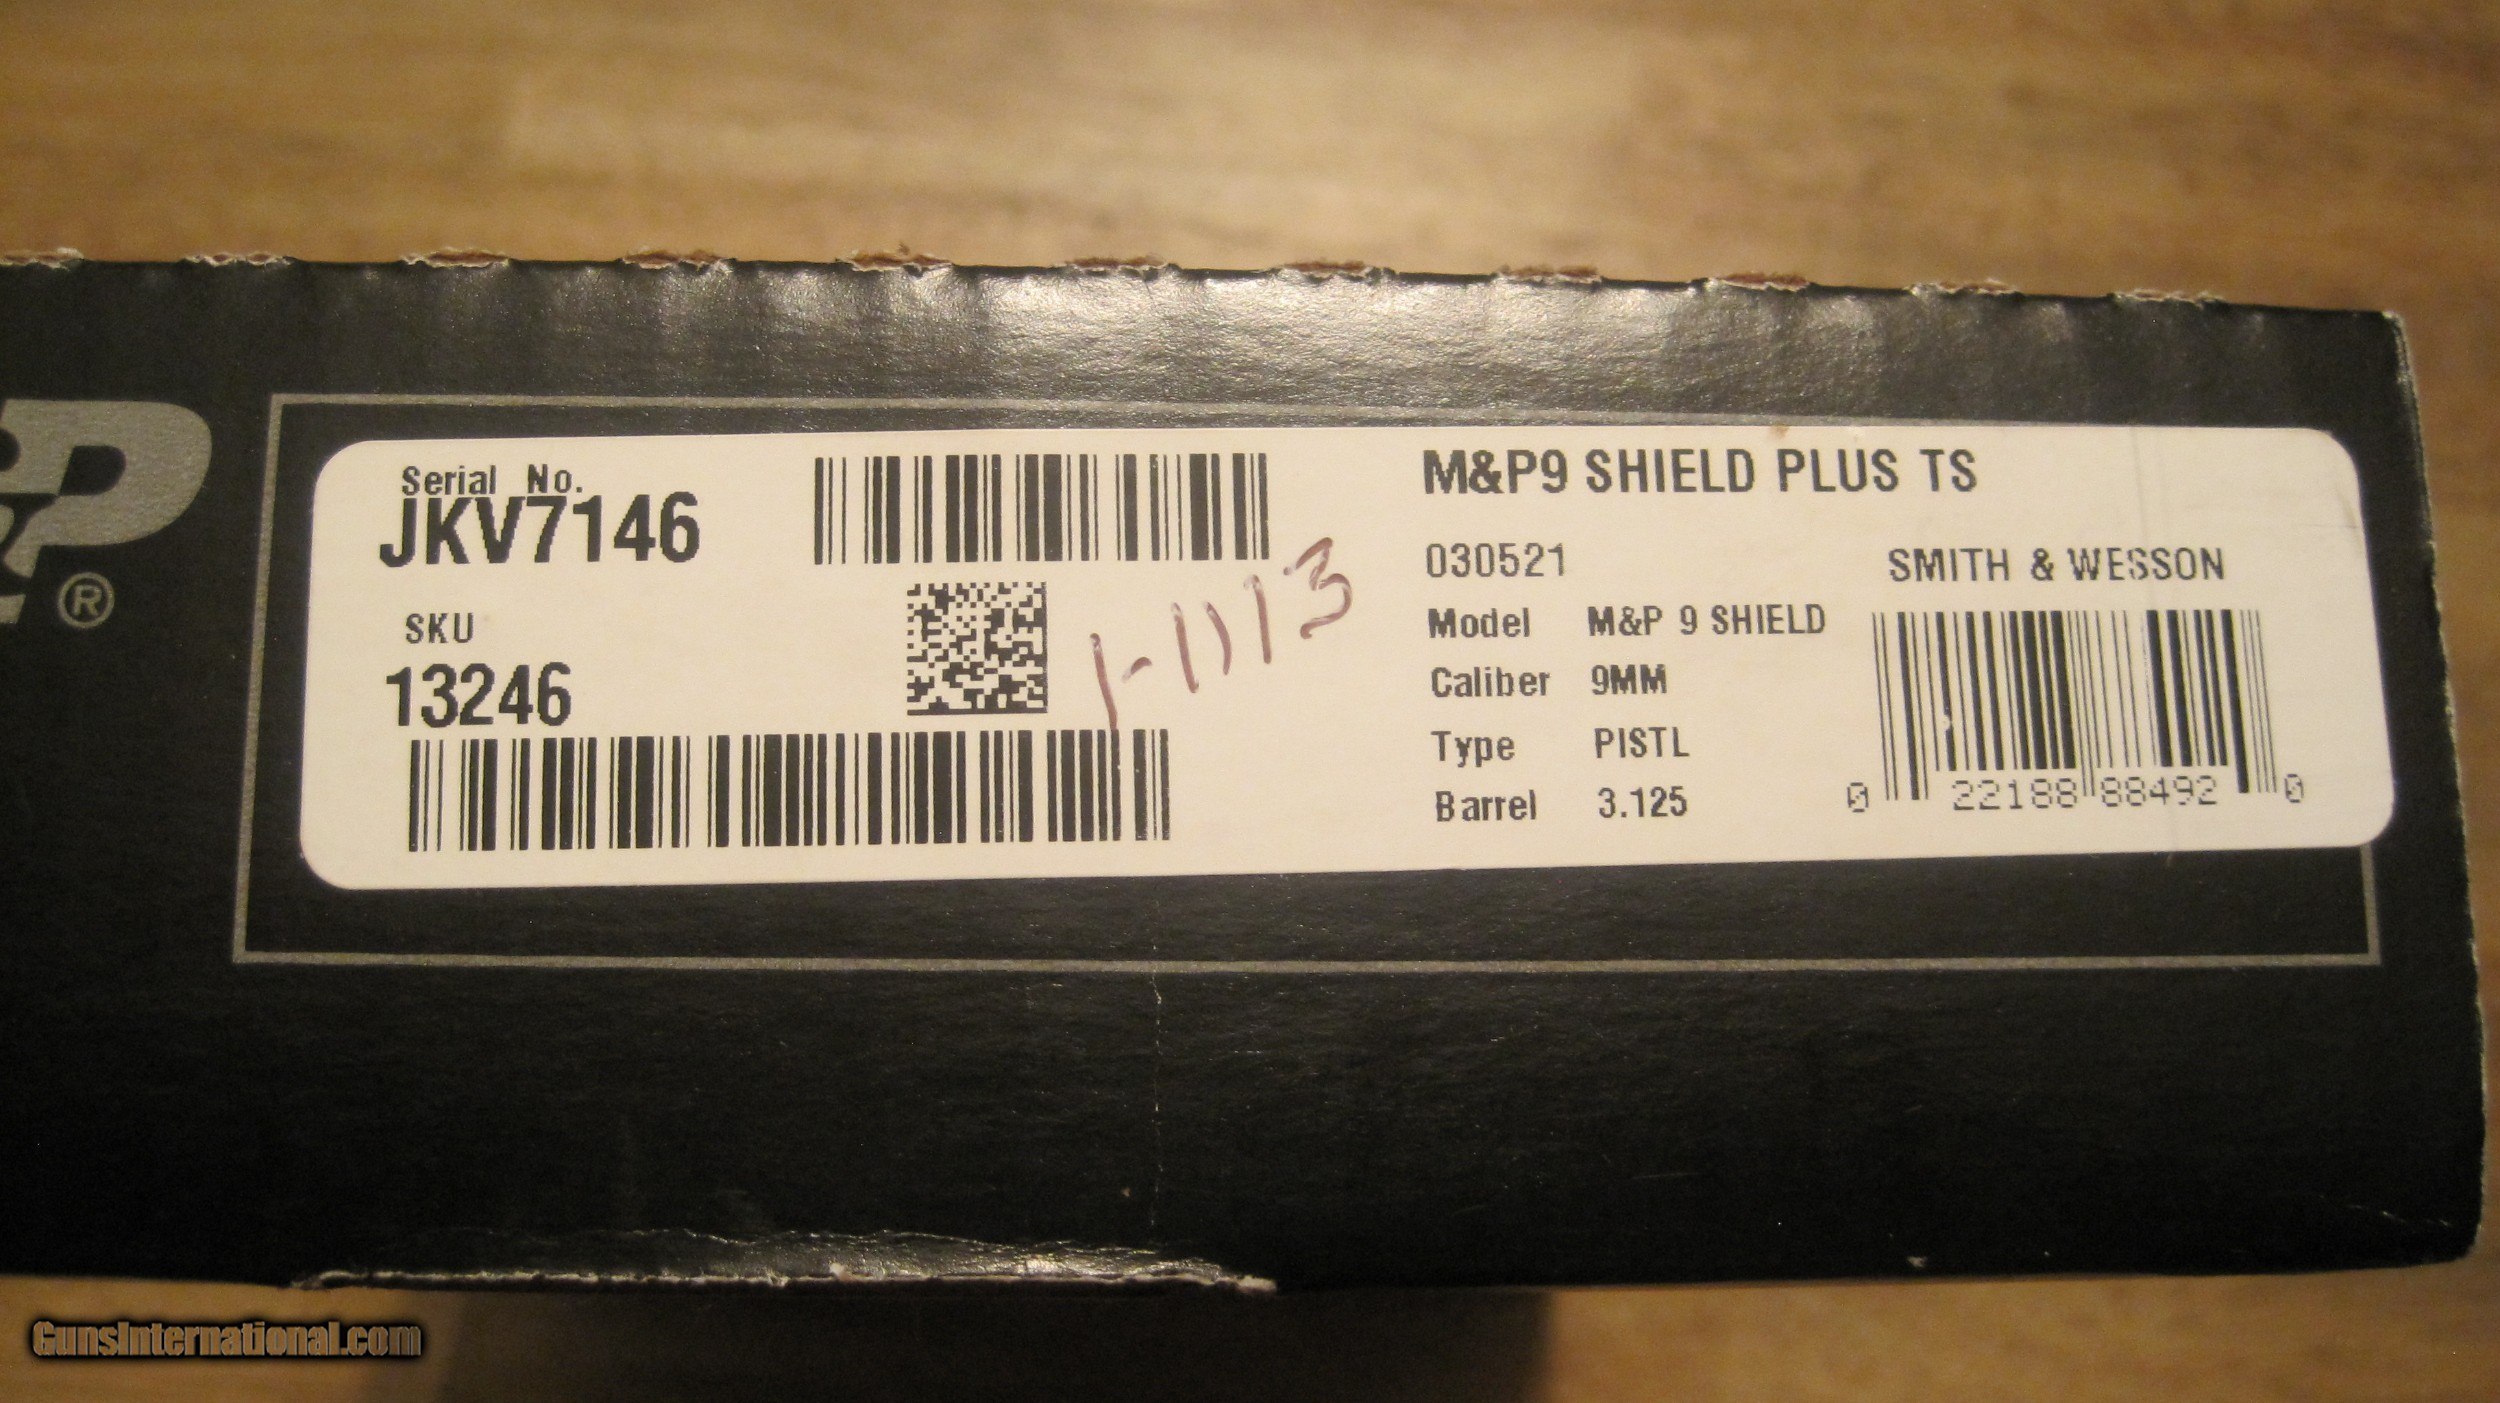 &P
®
Serial No.
JKV7146
SKU
13246
1-1113
M&P9 SHIELD PLUS TS
030521
SMITH & WESSON
Model M&P 9 SHIELD
Caliber 9MM
Type PISTL
Barrel 3.125
0 22188 88492 0
GunsInternational.com